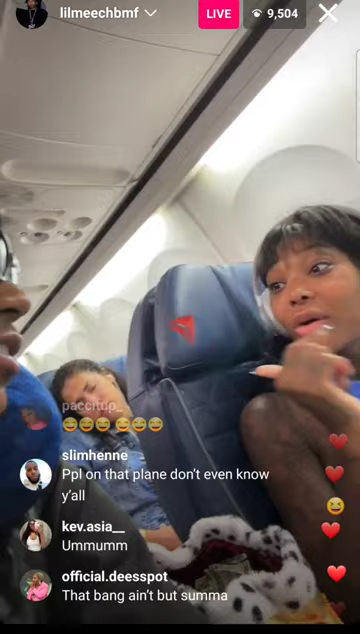 lilmeechbmf
LIVE
9,504
paccitup_
😂😂😂😂😂😂
slimhenne
Ppl on that plane don't even know
y'all
kev.asia__
Ummumm
official.deesspot
That bang ain't but summa